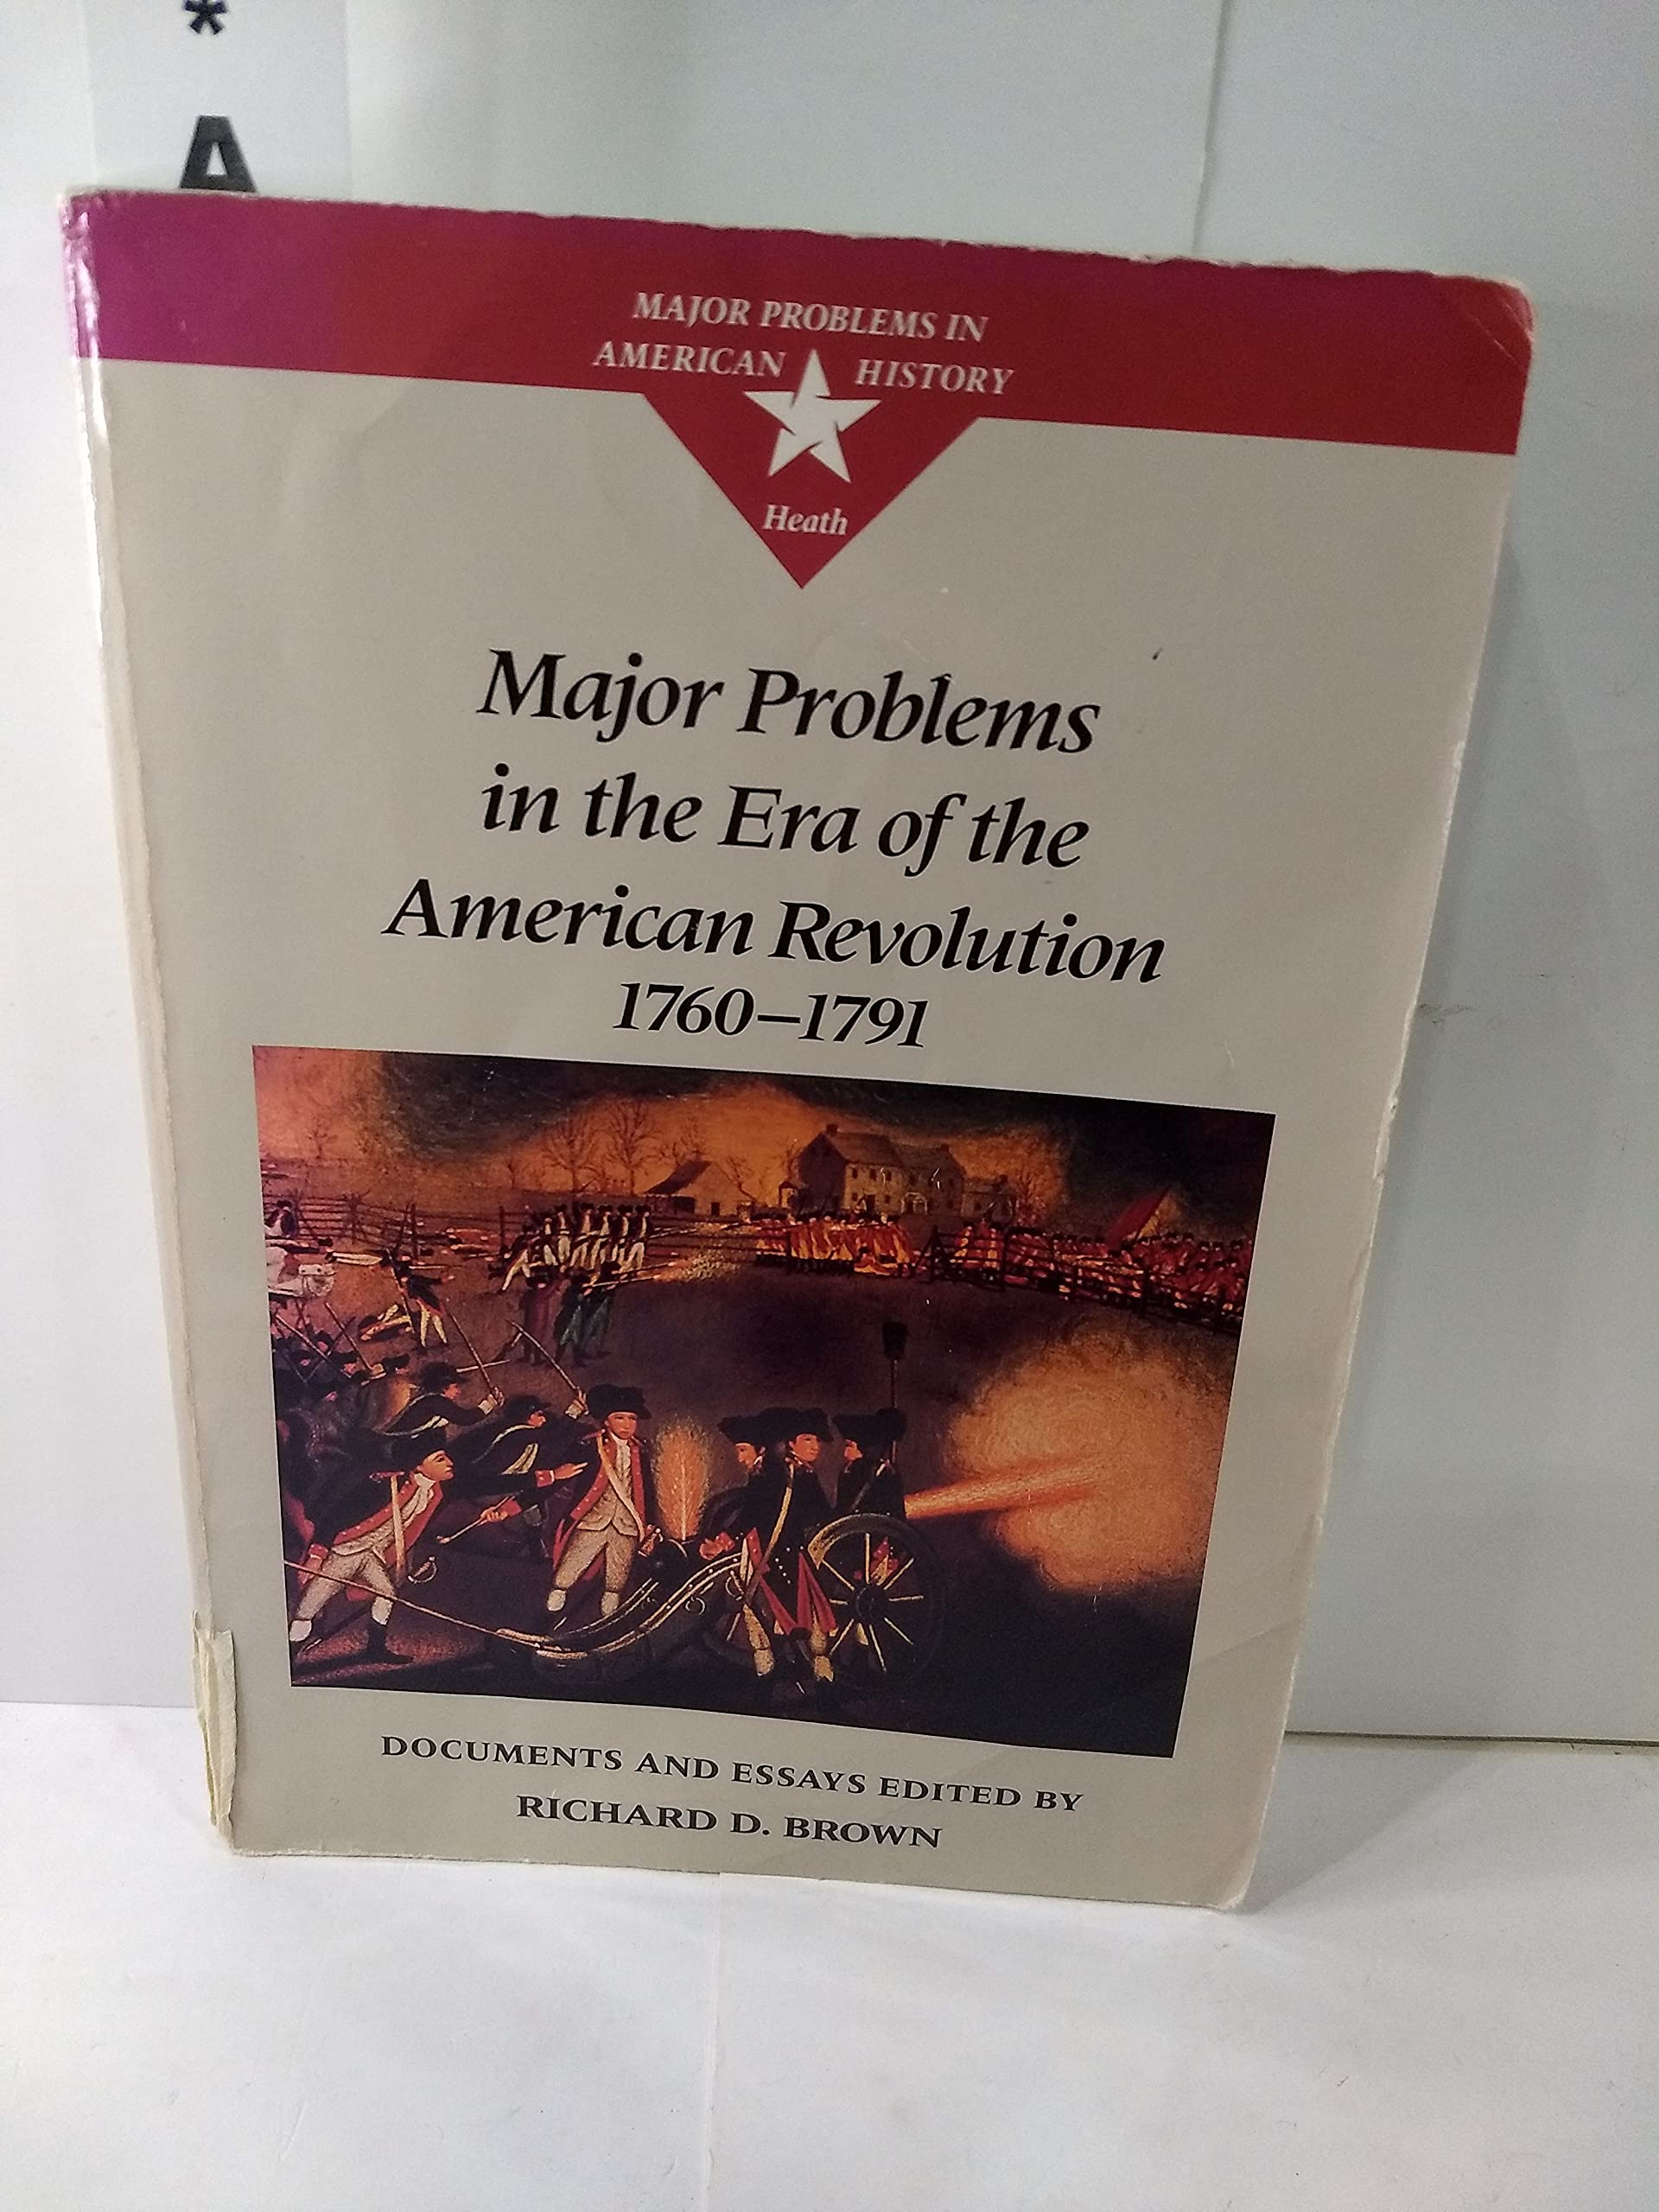 *
A
MAJOR PROBLEMS IN
AMERICAN HISTORY
Heath
Major Problems
in the Era of the
American Revolution
1760–1791
DOCUMENTS AND ESSAYS EDITED BY
RICHARD D. BROWN